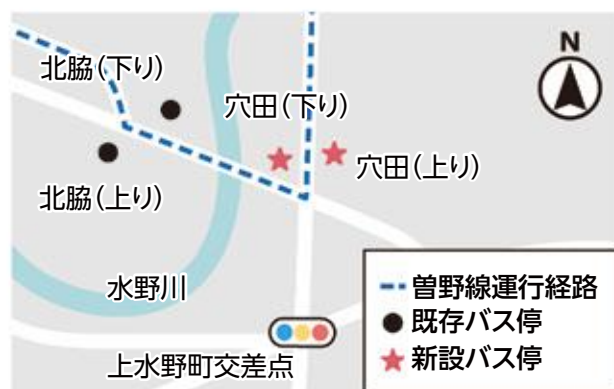 北脇(下り)
N
穴田(下り)
穴田(上り)
北脇(上り)
水野川
上水野町交差点
曽野線運行経路
既存バス停
新設バス停